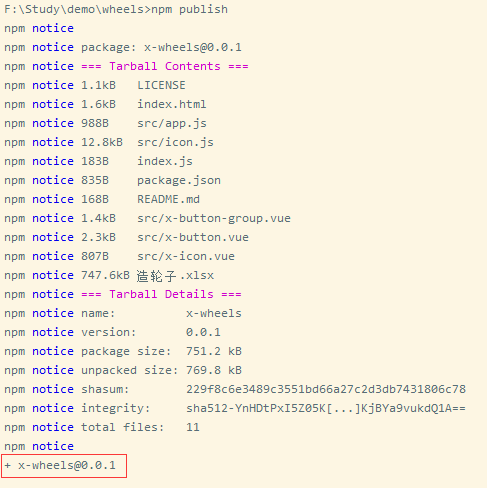 F:\Study\demo\wheels>npm publish
npm notice
npm notice package: x-wheels@0.0.1
npm notice === Tarball Contents ===
npm notice 1.1kB   LICENSE
npm notice 1.6kB   index.html
npm notice 988B    src/app.js
npm notice 12.8kB  src/icon.js
npm notice 183B    index.js
npm notice 835B    package.json
npm notice 168B    README.md
npm notice 1.4kB   src/x-button-group.vue
npm notice 2.3kB   src/x-button.vue
npm notice 807B    src/x-icon.vue
npm notice 747.6kB 造轮子.xlsx
npm notice === Tarball Details ===
npm notice name:          x-wheels
npm notice version:       0.0.1
npm notice package size:  751.2 kB
npm notice unpacked size: 769.8 kB
npm notice shasum:        229f8c6e3489c3551bd66a27c2d3db7431806c78
npm notice integrity:     sha512-YnHDtPxI5Z05K[...]KjBYa9vukdQ1A==
npm notice total files:   11
npm notice
+ x-wheels@0.0.1